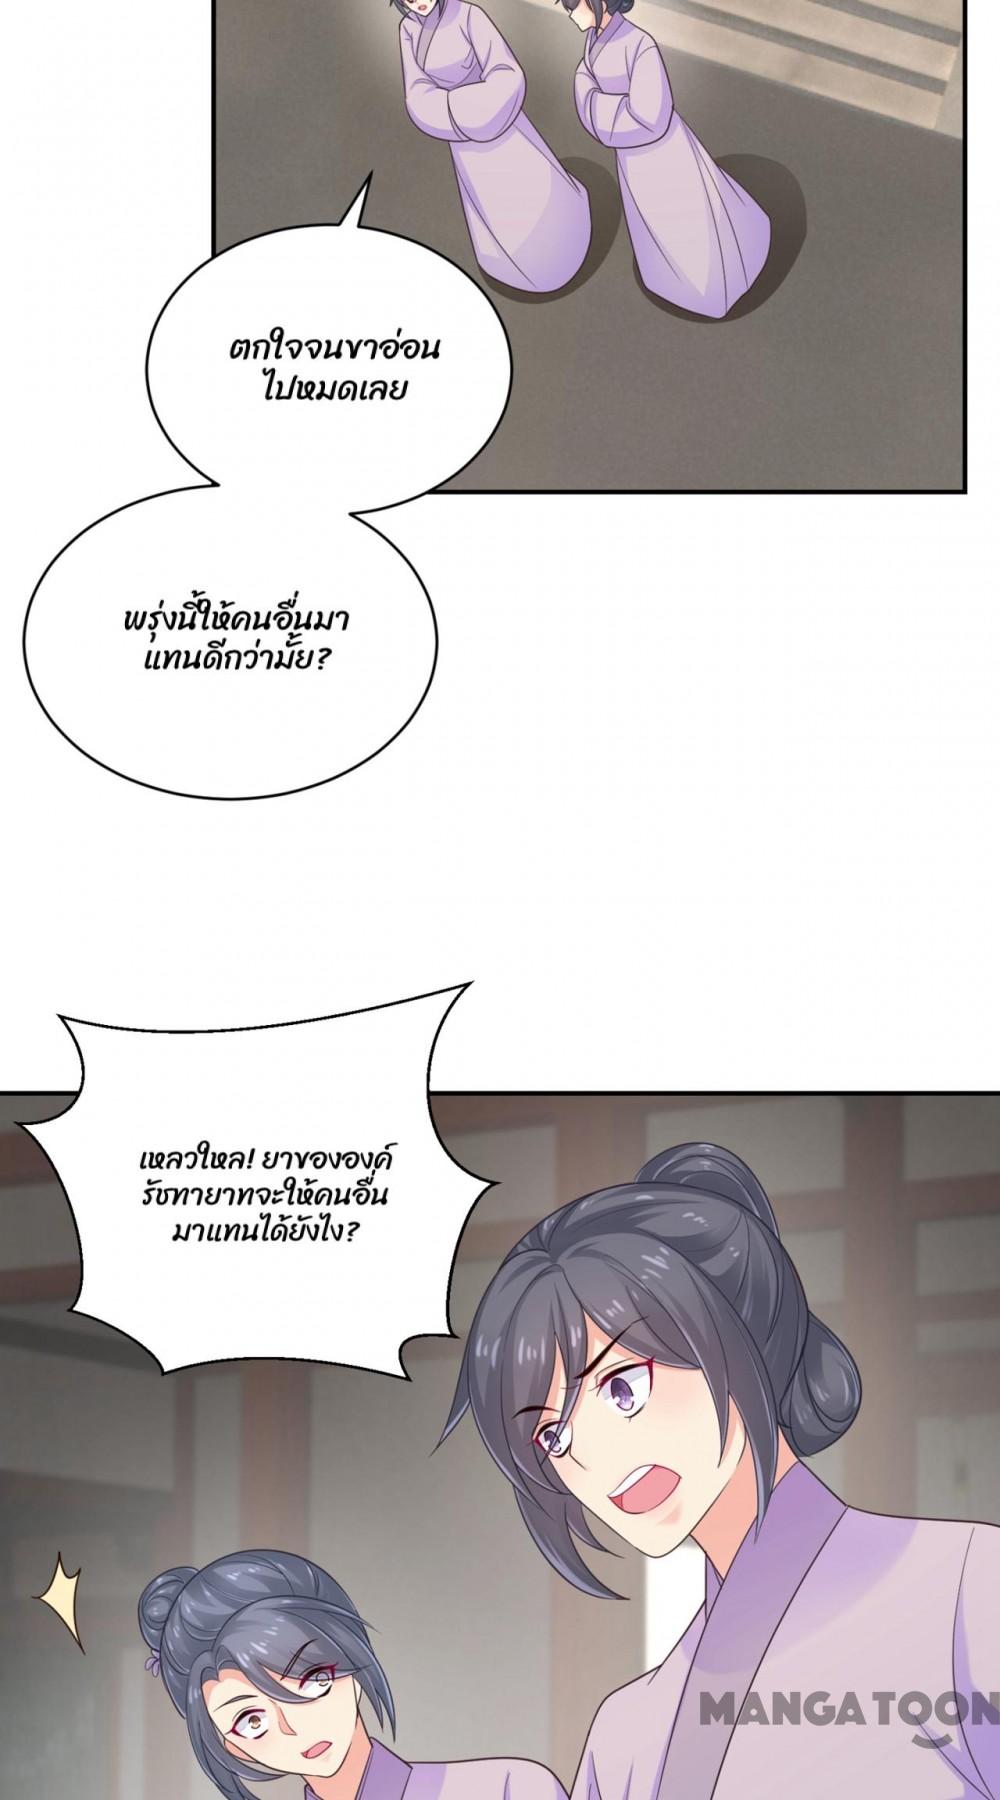 ตกใจจนขาอ่อน
ไปหมดเลย
พรุ่งนี้ให้คนอื่นมา
แทนดีกว่ามั้ย?
เหลวไหล! ยาขององค์
รัชทายาทจะให้คนอื่น
มาแทนได้ยังไง?
MANGATOON